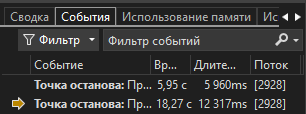 Сводка События Использование памяти Ис
Фильтр Фильтр событий
Событие Вр... Длите... Поток
Точка останова: Пр... 5,95 с 5 960ms [2928]
Точка останова: Пр... 18,27 с 12 317ms [2928]